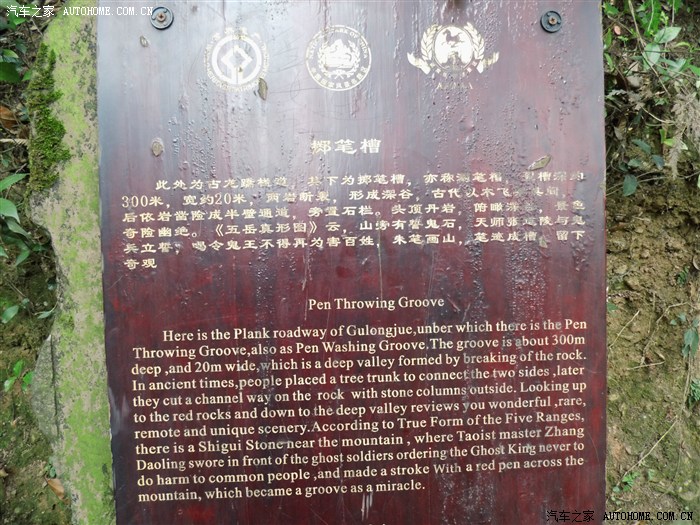 汽车之家 AUTOHOME.COM.CN
掷笔槽
此处为古龙
下为掷笔槽，亦称洗笔槽，
300米，宽约20米，两岩断裂，形成深谷，古代以木飞
后依岩凿险成半壁通道，旁置石栏。头顶丹岩，俯瞰深
奇险幽绝。《五岳真形图》云，山旁有誓鬼石，天师张道陵与鬼
兵立誓，喝令鬼王不得再为害百姓，朱笔画山，笔迹成槽，留下
奇观
Pen Throwing Groove
Here is the Plank roadway of Gulongjue,unber which there is the Pen
Throwing Groove,also as Pen Washing Groove.The groove is about 300m
deep ,and 20m wide,which is a deep valley formed by breaking of the rock.
In ancient times,people placed a tree trunk to connect the two sides ,later
they cut a channel way on the rock with stone columns outside. Looking up
to the red rocks and down to the deep valley reviews you wonderful ,rare,
remote and unique scenery.According to True Form of the Five Ranges,
there is a Shigui Stone near the mountain , where Taoist master Zhang
Daoling swore in front of the ghost soldiers ordering the Ghost King never to
do harm to common people ,and made a stroke With a red pen across the
mountain, which became a groove as a miracle.
汽车之家 AUTOHOME.COM.CN